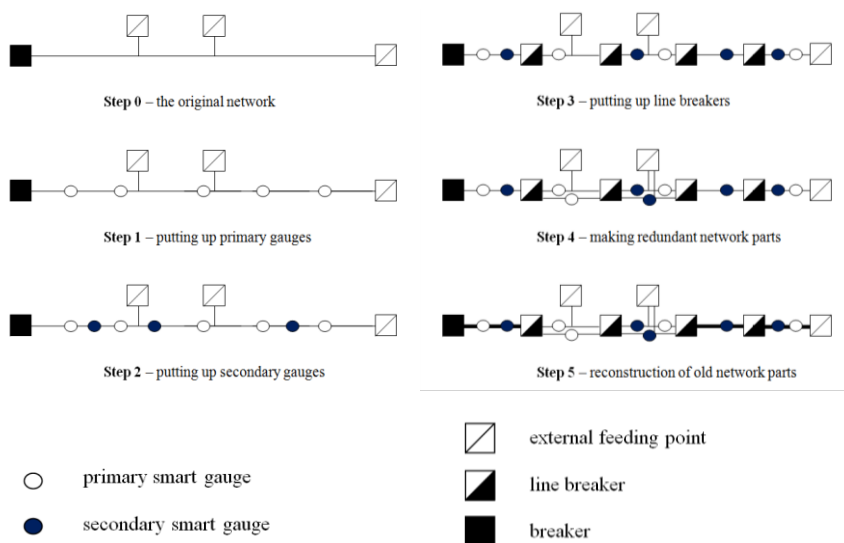 Step 0 – the original network
Step 1 – putting up primary gauges
Step 2 – putting up secondary gauges
Step 3 – putting up line breakers
Step 4 – making redundant network parts
Step 5 – reconstruction of old network parts
primary smart gauge
secondary smart gauge
external feeding point
line breaker
breaker